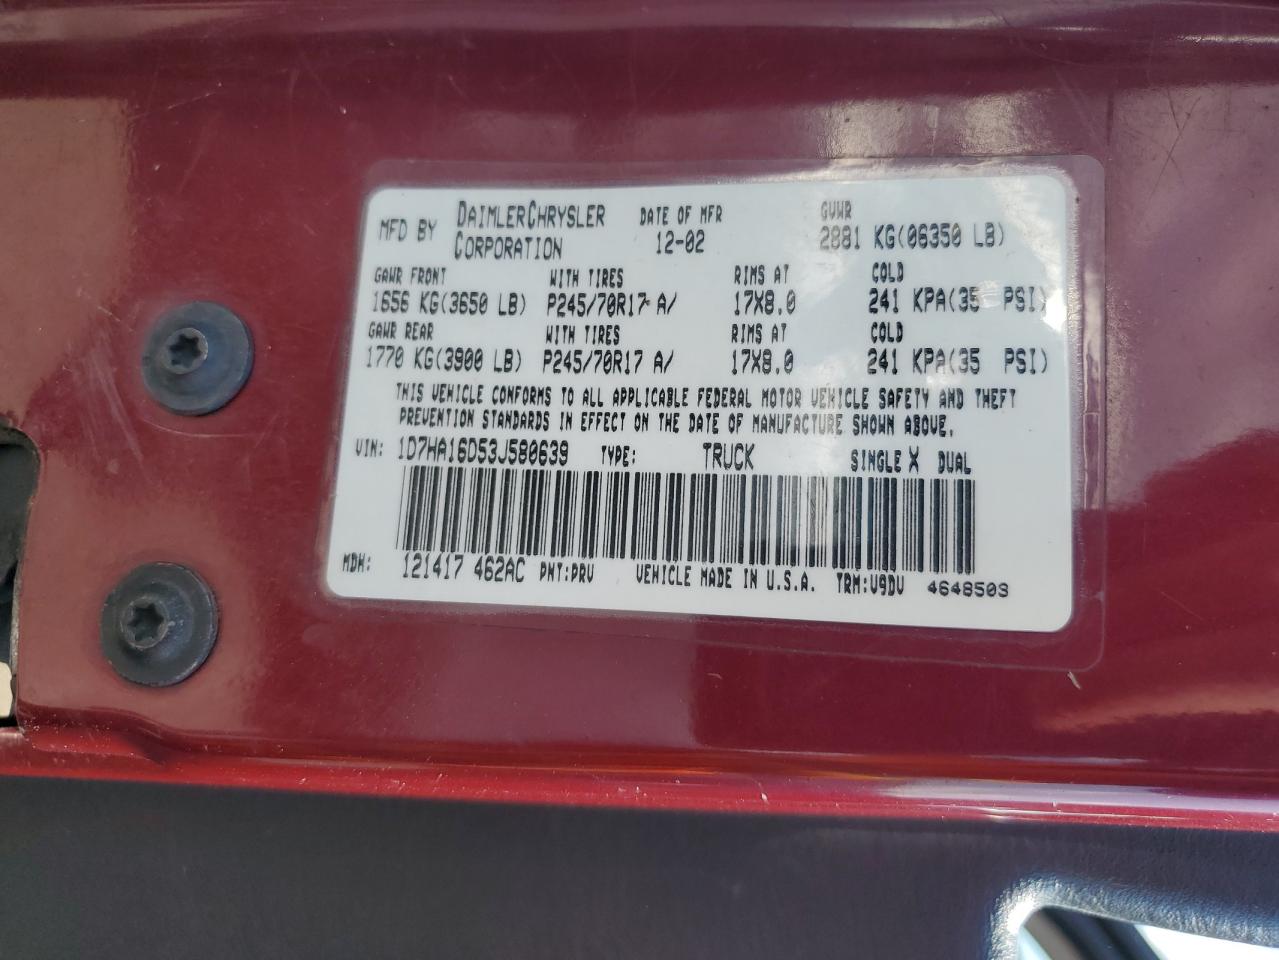 MFD BY DAIMLERCHRYSLER CORPORATION DATE OF MFR 12-02 GVWR 2881 KG(06350 LB)
GAWR FRONT WITH TIRES RIMS AT COLD
1656 KG(3650 LB) P245/70R17 A/ 17X8.0 241 KPA(35 PSI)
GAWR REAR WITH TIRES RIMS AT COLD
1770 KG(3900 LB) P245/70R17 A/ 17X8.0 241 KPA(35 PSI)
THIS VEHICLE CONFORMS TO ALL APPLICABLE FEDERAL MOTOR VEHICLE SAFETY AND THEFT
PREVENTION STANDARDS IN EFFECT ON THE DATE OF MANUFACTURE SHOWN ABOVE.
VIN: 1D7HA16D53J580639 TYPE: TRUCK SINGLE X DUAL
MDH: 121417 462AC PNT:PRV VEHICLE MADE IN U.S.A. TRM:V9DV 4648503